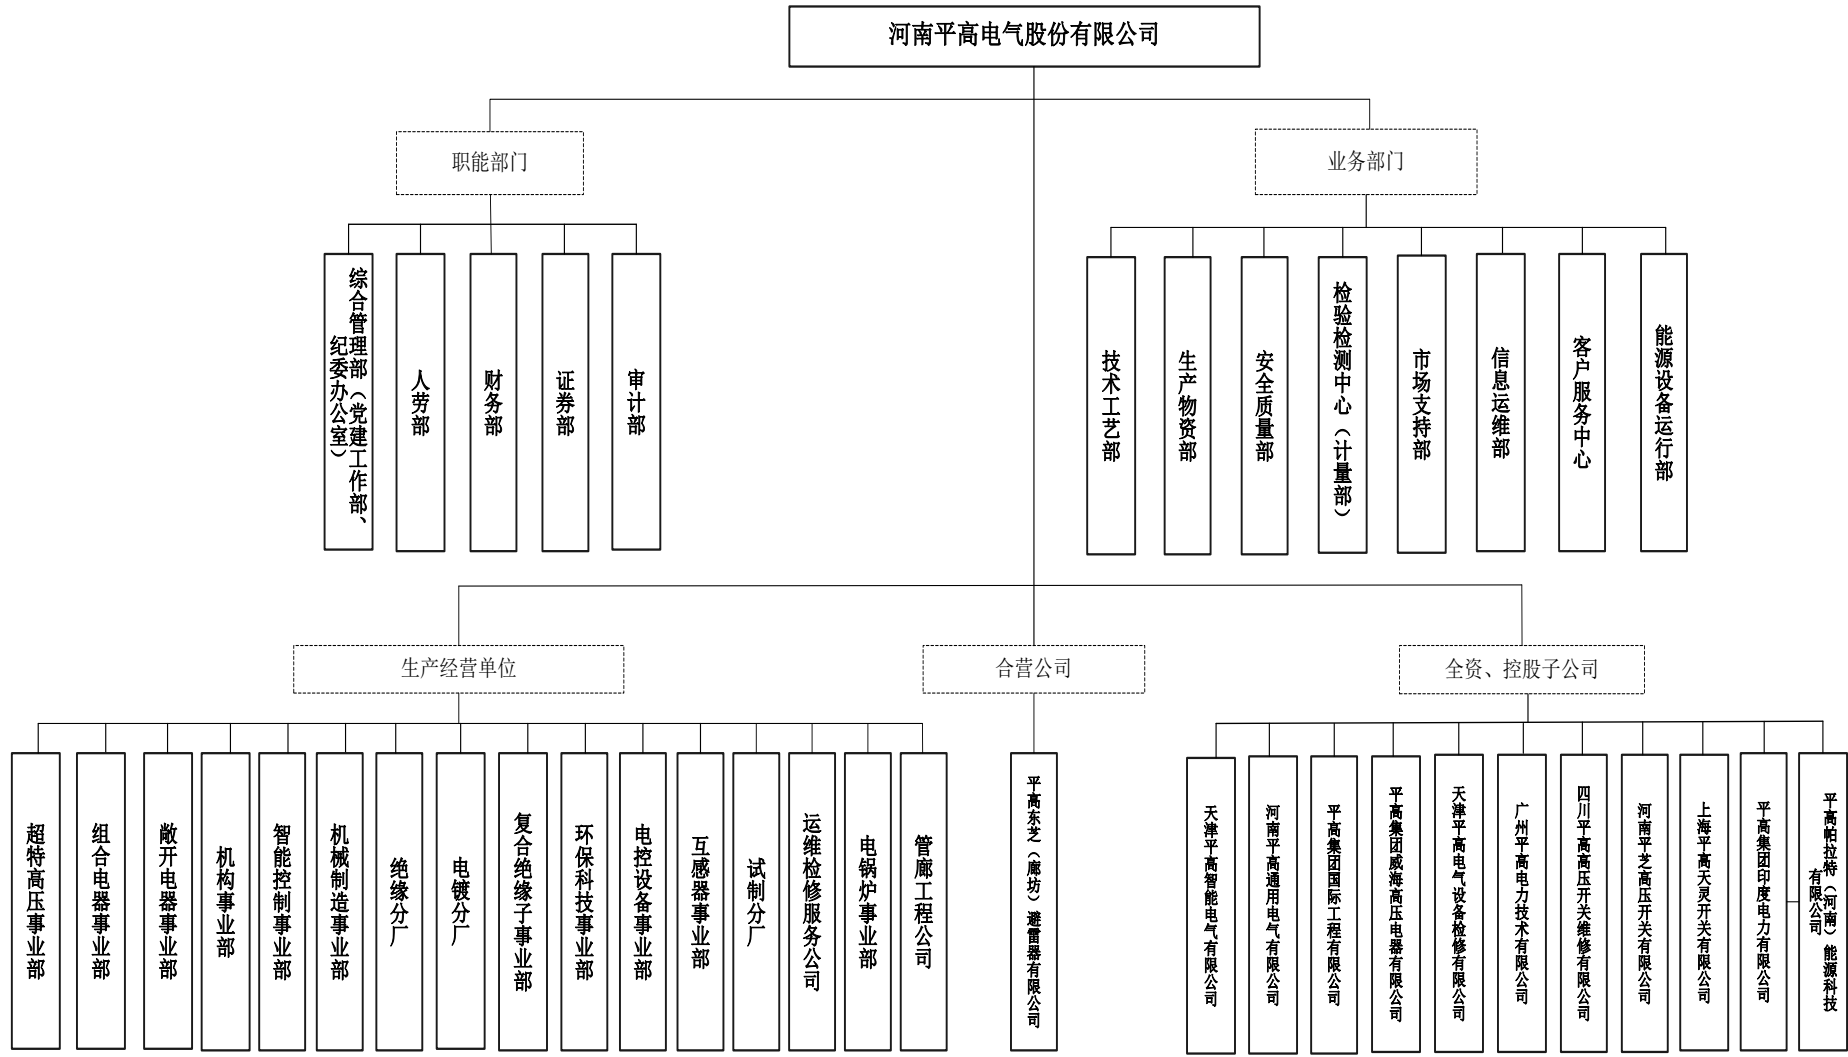 河南平高电气股份有限公司
职能部门
业务部门
综合管理部（党建工作部、
纪委办公室）
人劳部
财务部
证券部
审计部
技术工艺部
生产物资部
安全质量部
检验检测中心（计量部）
市场支持部
信息运维部
客户服务中心
能源设备运行部
生产经营单位
合营公司
全资、控股子公司
超特高压事业部
组合电器事业部
敞开电器事业部
机构事业部
智能控制事业部
机械制造事业部
绝缘分厂
电镀分厂
复合绝缘子事业部
环保科技事业部
电控设备事业部
互感器事业部
试制分厂
运维检修服务公司
电锅炉事业部
管廊工程公司
平高东芝（廊坊）避雷器有限公司
天津平高智能电气有限公司
河南平高通用电气有限公司
平高集团国际工程有限公司
平高集团威海高压电器有限公司
天津平高电气设备检修有限公司
广州平高电力技术有限公司
四川平高高压开关维修有限公司
河南平芝高压开关有限公司
上海平高天灵开关有限公司
平高集团印度电力有限公司
平高帕拉特（河南）能源科技
有限公司